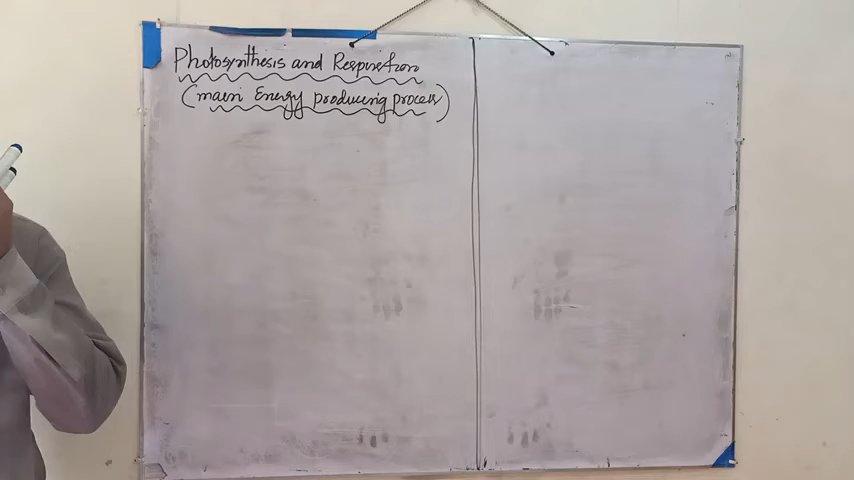 Photosynthesis and Respiration
(main Energy producing process)